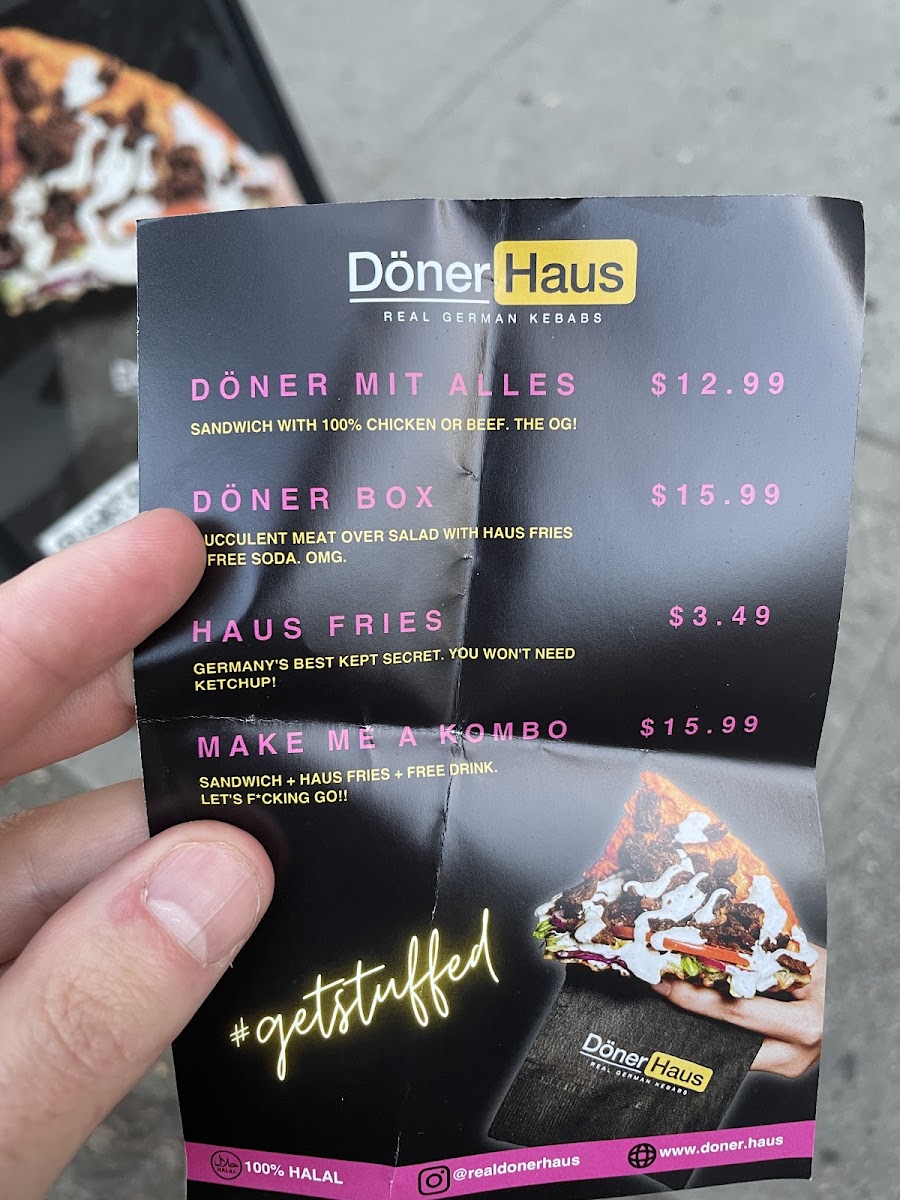 Döner Haus
REAL GERMAN KEBABS
DÖNER MIT ALLES $12.99
SANDWICH WITH 100% CHICKEN OR BEEF. THE OG!
DÖNER BOX $15.99
UCCULENT MEAT OVER SALAD WITH HAUS FRIES
FREE SODA. OMG.
HAUS FRIES $3.49
GERMANY'S BEST KEPT SECRET. YOU WON'T NEED
KETCHUP!
MAKE ME A KOMBO $15.99
SANDWICH + HAUS FRIES + FREE DRINK.
LET'S F*CKING GO!!
#getstuffed
Döner Haus
REAL GERMAN KEBABS
حلال
HALAL
100% HALAL
@realdonerhaus
www.doner.haus